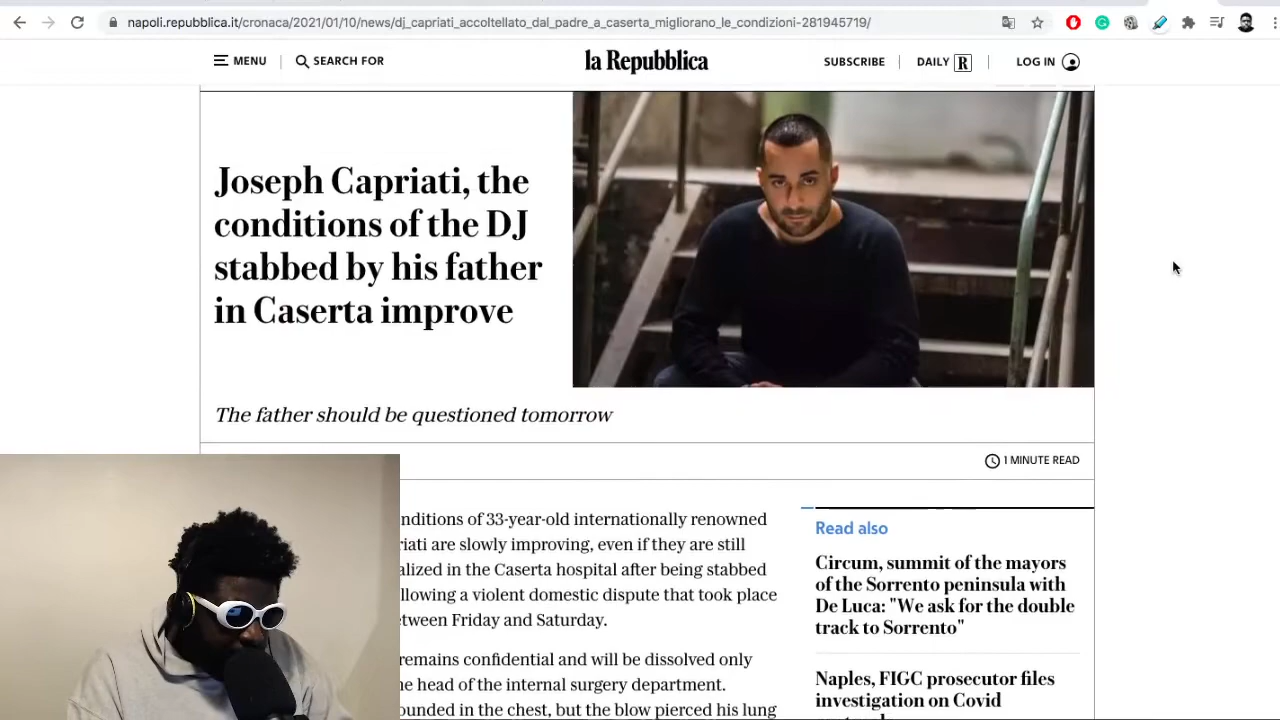 napoli.repubblica.it/cronaca/2021/01/10/news/dj_capriati_accoltellato_dal_padre_a_caserta_migliorano_le_condizioni-281945719/
MENU
SEARCH FOR
la Repubblica
SUBSCRIBE
DAILY R
LOG IN
Joseph Capriati, the
conditions of the DJ
stabbed by his father
in Caserta improve
The father should be questioned tomorrow
1 MINUTE READ
nditions of 33-year-old internationally renowned
riati are slowly improving, even if they are still
alized in the Caserta hospital after being stabbed
llowing a violent domestic dispute that took place
etween Friday and Saturday.
remains confidential and will be dissolved only
he head of the internal surgery department.
ounded in the chest, but the blow pierced his lung
Read also
Circum, summit of the mayors
of the Sorrento peninsula with
De Luca: "We ask for the double
track to Sorrento"
Naples, FIGC prosecutor files
investigation on Covid